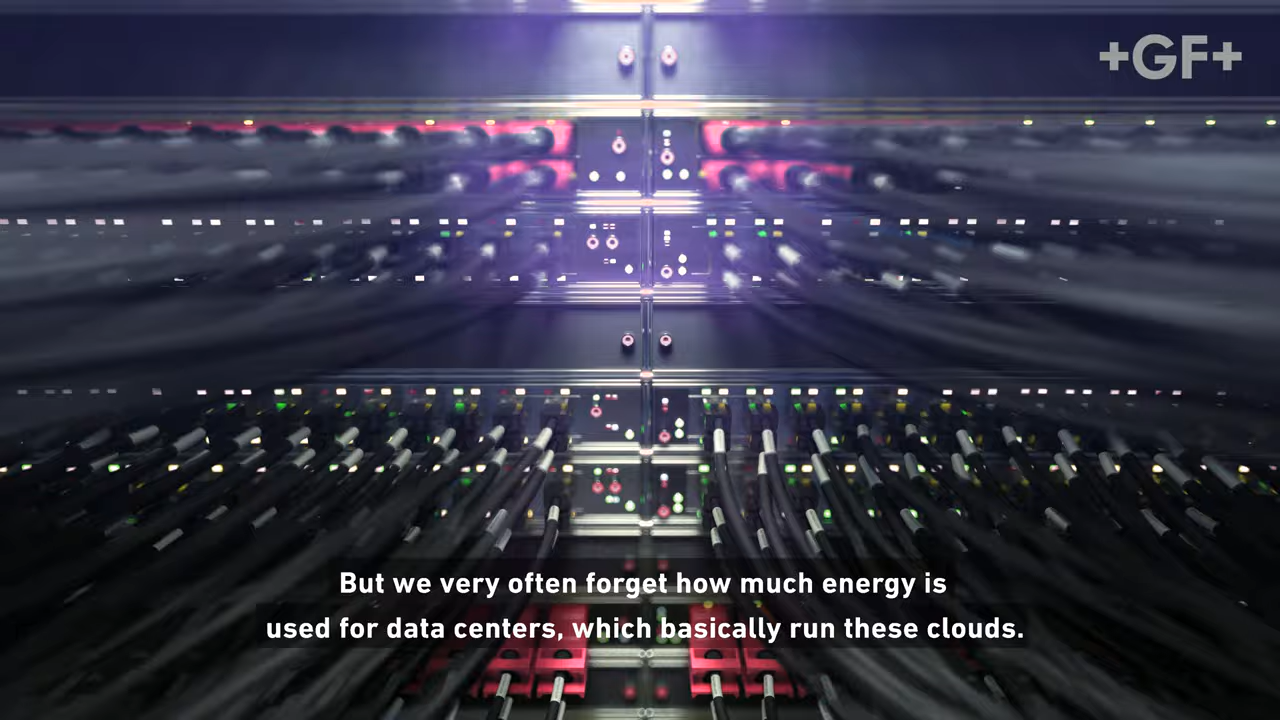 +GF+
But we very often forget how much energy is
used for data centers, which basically run these clouds.